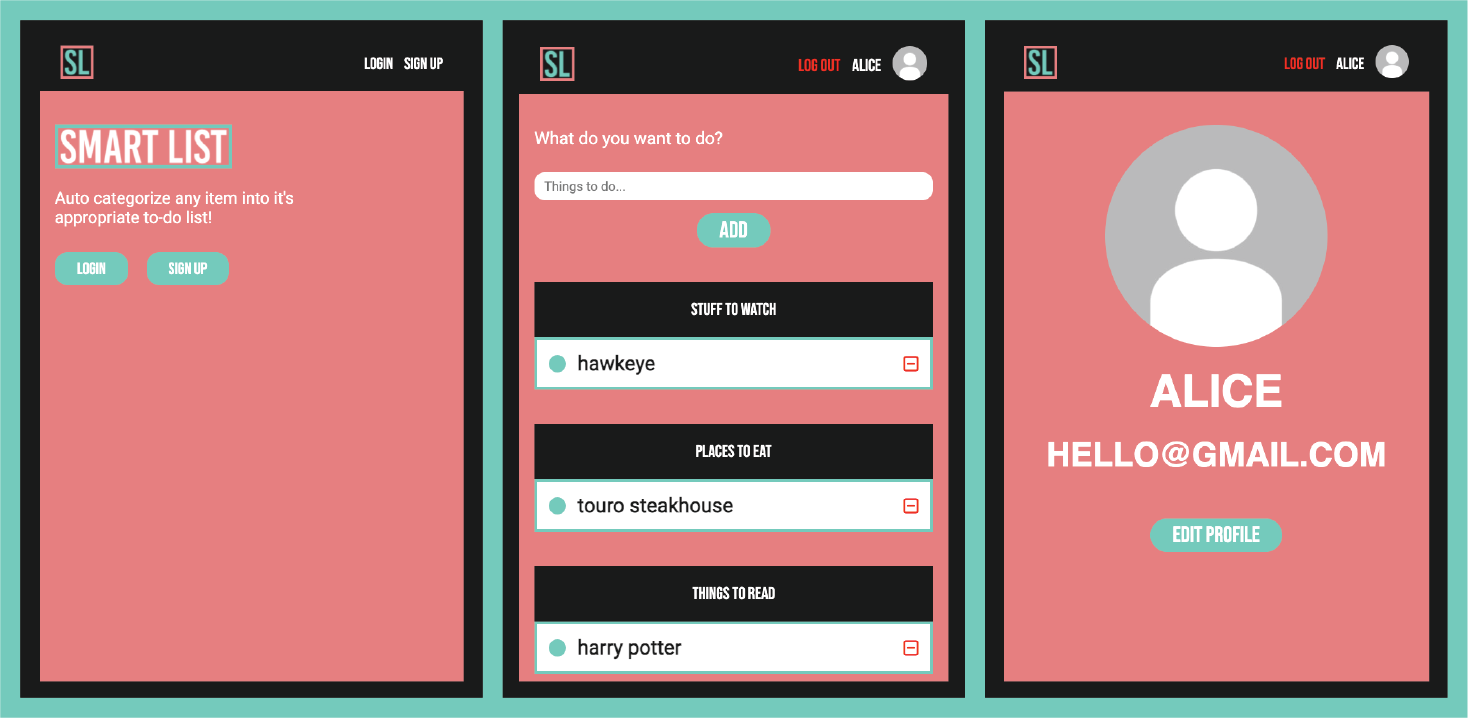 SL
LOGIN SIGN UP
SMART LIST
Auto categorize any item into it's
appropriate to-do list!
LOGIN SIGN UP
SL
LOG OUT ALICE
What do you want to do?
Things to do...
ADD
STUFF TO WATCH
hawkeye
PLACES TO EAT
touro steakhouse
THINGS TO READ
harry potter
SL
LOG OUT ALICE
ALICE
HELLO@GMAIL.COM
EDIT PROFILE